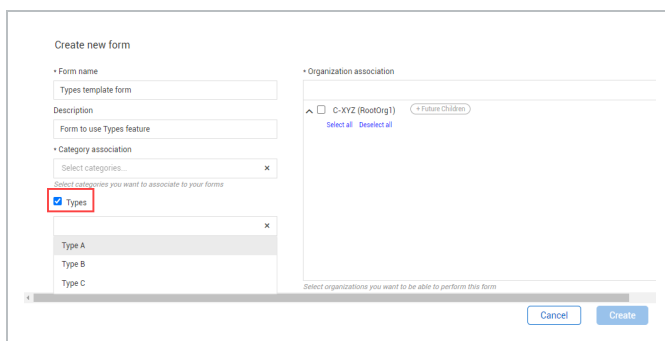 Create new form
* Form name
Types template form
Description
Form to use Types feature
* Category association
Select categories...
Select categories you want to associate to your forms
Types
Type A
Type B
Type C
* Organization association
C-XYZ (RootOrg1) + Future Children
Select all Deselect all
Select organizations you want to be able to perform this form
Cancel Create